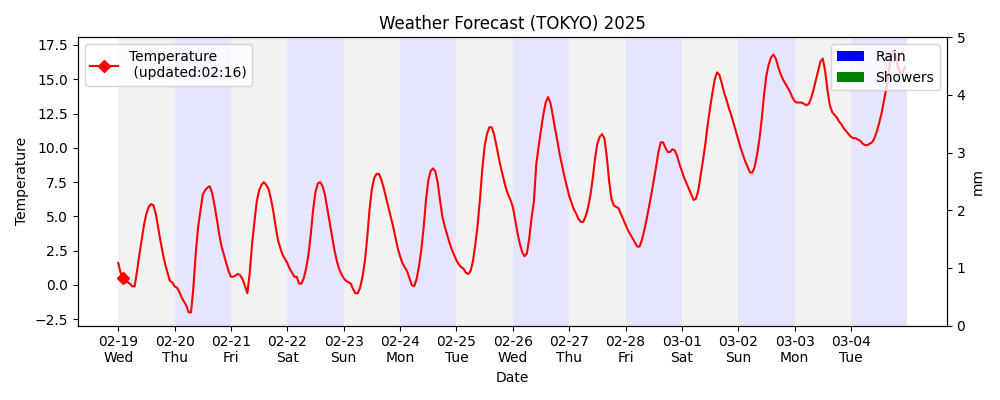 Weather Forecast (TOKYO) 2025
Temperature
(updated:02:16)
Rain
Showers
17.5
15.0
12.5
10.0
7.5
5.0
2.5
0.0
−2.5
Temperature
5
4
3
2
1
0
mm
02-19 02-20 02-21 02-22 02-23 02-24 02-25 02-26 02-27 02-28 03-01 03-02 03-03 03-04
Wed Thu Fri Sat Sun Mon Tue Wed Thu Fri Sat Sun Mon Tue
Date